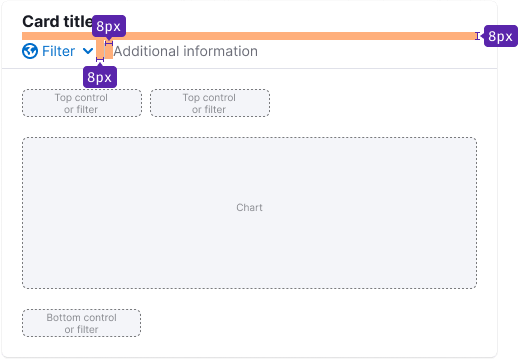 Card title
8px
8px
Filter
Additional information
8px
Top control
or filter
Top control
or filter
Chart
Bottom control
or filter